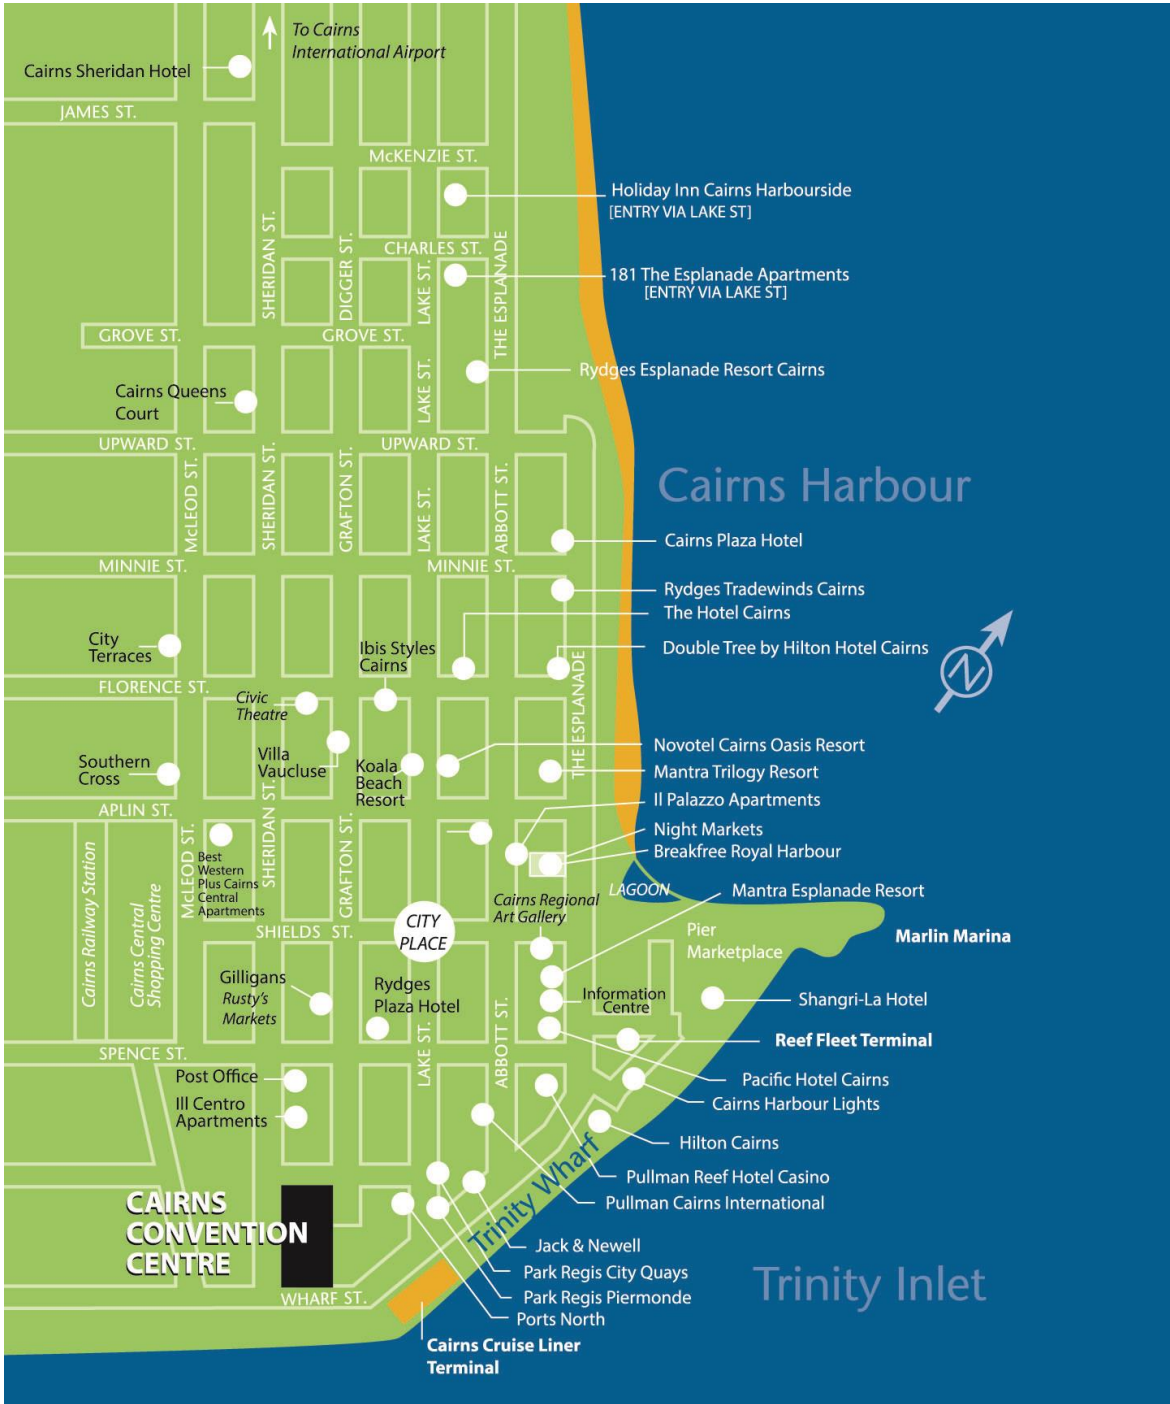 To Cairns
International Airport
Cairns Sheridan Hotel
JAMES ST.
McKENZIE ST.
Holiday Inn Cairns Harbourside
[ENTRY VIA LAKE ST]
SHERIDAN ST.
DIGGER ST.
CHARLES ST.
LAKE ST.
THE ESPLANADE
181 The Esplanade Apartments
[ENTRY VIA LAKE ST]
GROVE ST.
GROVE ST.
LAKE ST.
Rydges Esplanade Resort Cairns
Cairns Queens
Court
UPWARD ST.
UPWARD ST.
McLEOD ST.
SHERIDAN ST.
GRAFTON ST.
LAKE ST.
ABBOTT ST.
Cairns Harbour
Cairns Plaza Hotel
MINNIE ST.
MINNIE ST.
Rydges Tradewinds Cairns
The Hotel Cairns
City
Terraces
Ibis Styles
Cairns
Double Tree by Hilton Hotel Cairns
N
FLORENCE ST.
Civic
Theatre
THE ESPLANADE
Villa
Vaucluse
Southern
Cross
Koala
Beach
Resort
Novotel Cairns Oasis Resort
Mantra Trilogy Resort
APLIN ST.
Il Palazzo Apartments
SHERIDAN ST.
GRAFTON ST.
McLEOD ST.
Night Markets
Breakfree Royal Harbour
Best
Western
Plus Cairns
Central
Apartments
Cairns Railway Station
Cairns Central
Shopping Centre
LAGOON
Mantra Esplanade Resort
Cairns Regional
Art Gallery
CITY
PLACE
SHIELDS ST.
Pier
Marketplace
Marlin Marina
Gilligans
Rusty's
Markets
Rydges
Plaza Hotel
Information
Centre
Shangri-La Hotel
LAKE ST.
ABBOTT ST.
Reef Fleet Terminal
SPENCE ST.
Post Office
Pacific Hotel Cairns
Ill Centro
Apartments
Cairns Harbour Lights
Hilton Cairns
Trinity Wharf
Pullman Reef Hotel Casino
Pullman Cairns International
CAIRNS
CONVENTION
CENTRE
Jack & Newell
Park Regis City Quays
Park Regis Piermonde
Ports North
Trinity Inlet
WHARF ST.
Cairns Cruise Liner
Terminal